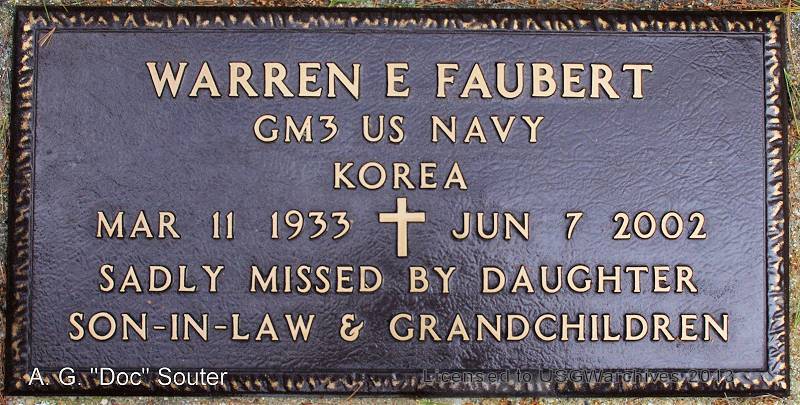 WARREN E FAUBERT
GM3 US NAVY
KOREA
MAR 11 1933 JUN 7 2002
SADLY MISSED BY DAUGHTER
SON-IN-LAW & GRANDCHILDREN
A. G. "Doc" Souter Licensed to USGWarchives 2013